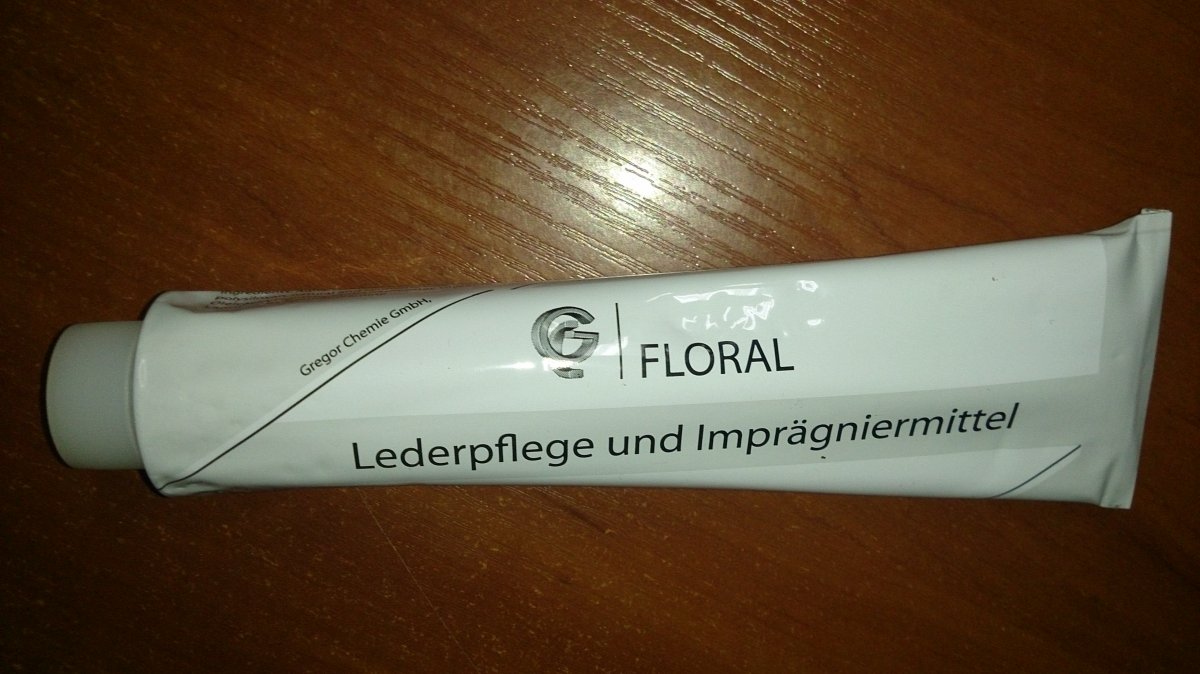 Gregor Chemie GmbH,
FLORAL
Lederpflege und Imprägniermittel